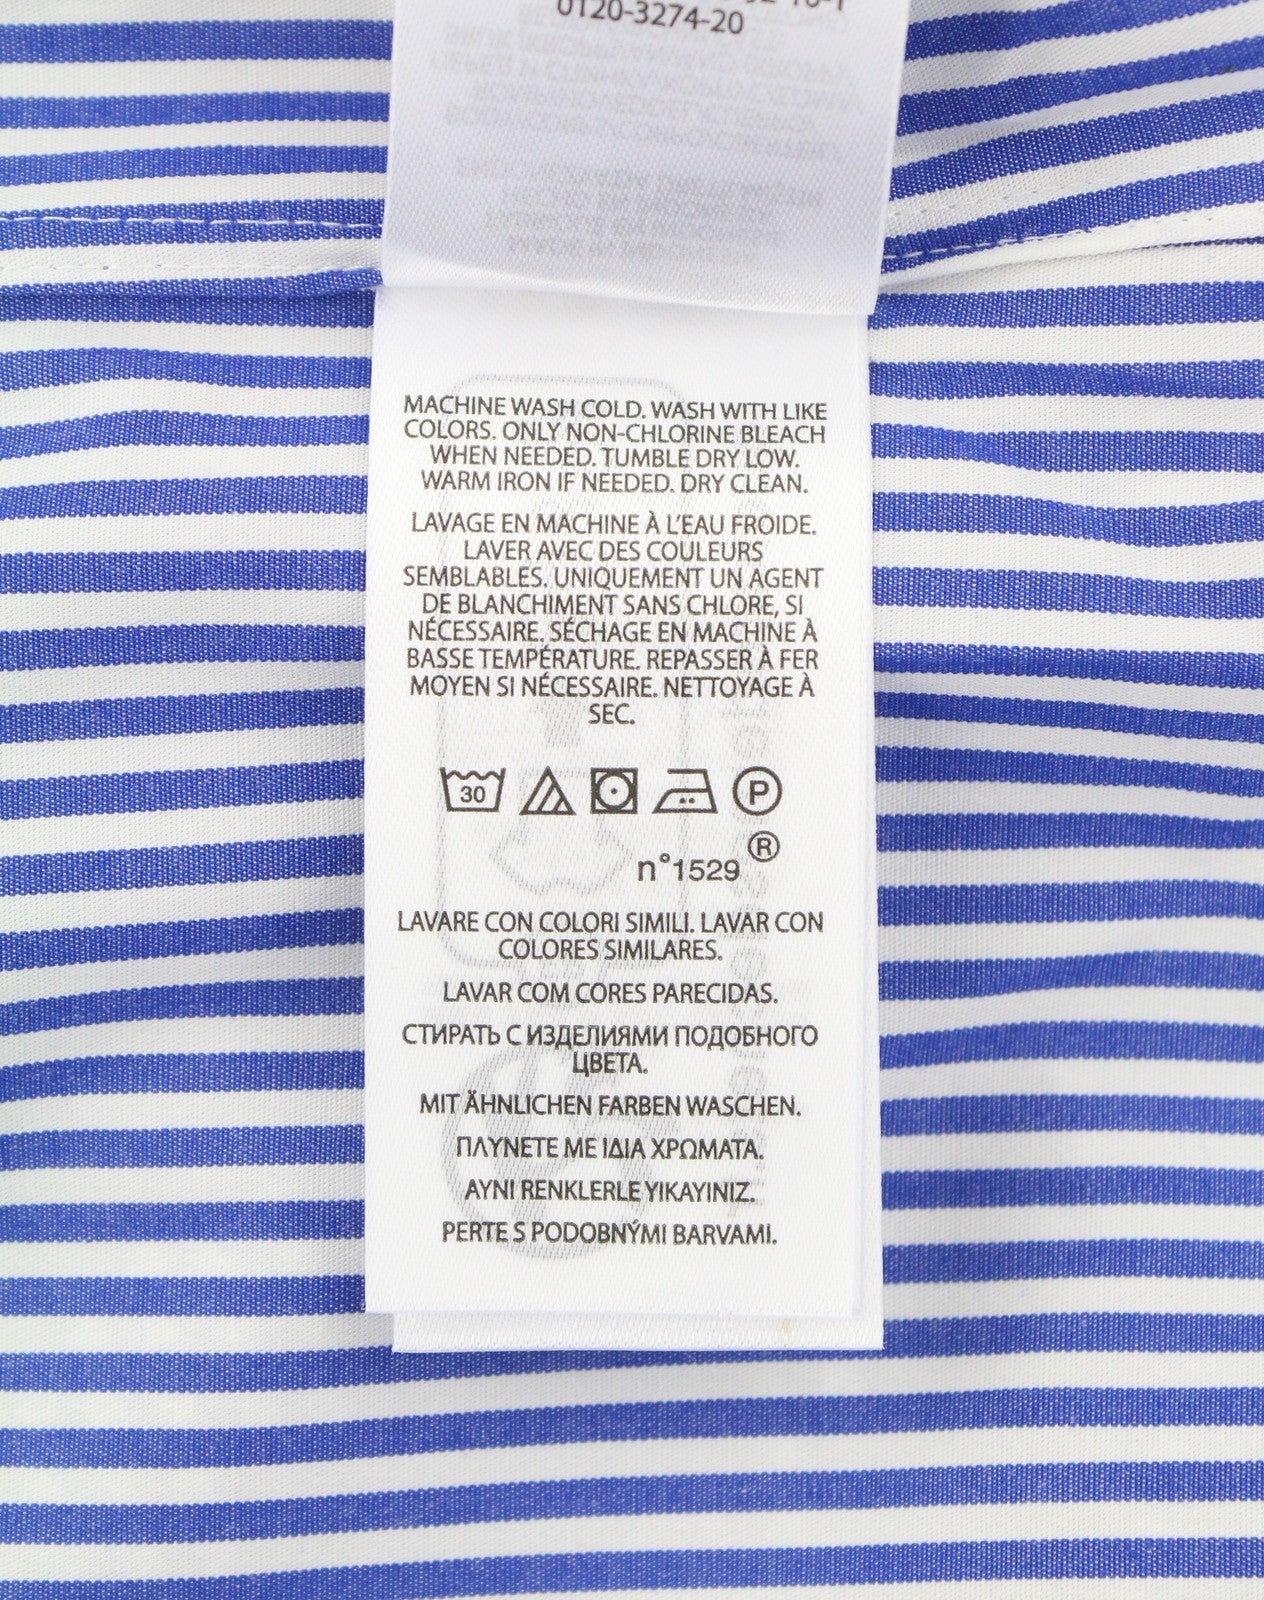 0120-3274-20
MACHINE WASH COLD. WASH WITH LIKE
COLORS. ONLY NON-CHLORINE BLEACH
WHEN NEEDED. TUMBLE DRY LOW.
WARM IRON IF NEEDED. DRY CLEAN.
LAVAGE EN MACHINE À L'EAU FROIDE.
LAVER AVEC DES COULEURS
SEMBLABLES. UNIQUEMENT UN AGENT
DE BLANCHIMENT SANS CHLORE, SI
NÉCESSAIRE. SÉCHAGE EN MACHINE À
BASSE TEMPÉRATURE. REPASSER À FER
MOYEN SI NÉCESSAIRE. NETTOYAGE À
SEC.
30 P
n°1529 ®
LAVARE CON COLORI SIMILI. LAVAR CON
COLORES SIMILARES.
LAVAR COM CORES PARECIDAS.
СТИРАТЬ С ИЗДЕЛИЯМИ ПОДОБНОГО
ЦВЕТА.
MIT ÄHNLICHEN FARBEN WASCHEN.
ΠΛΥΝΕΤΕ ΜΕ ΙΔΙΑ ΧΡΩΜΑΤΑ.
AYNI RENKLERLE YIKAYINIZ.
PERTE S PODOBNÝMI BARVAMI.